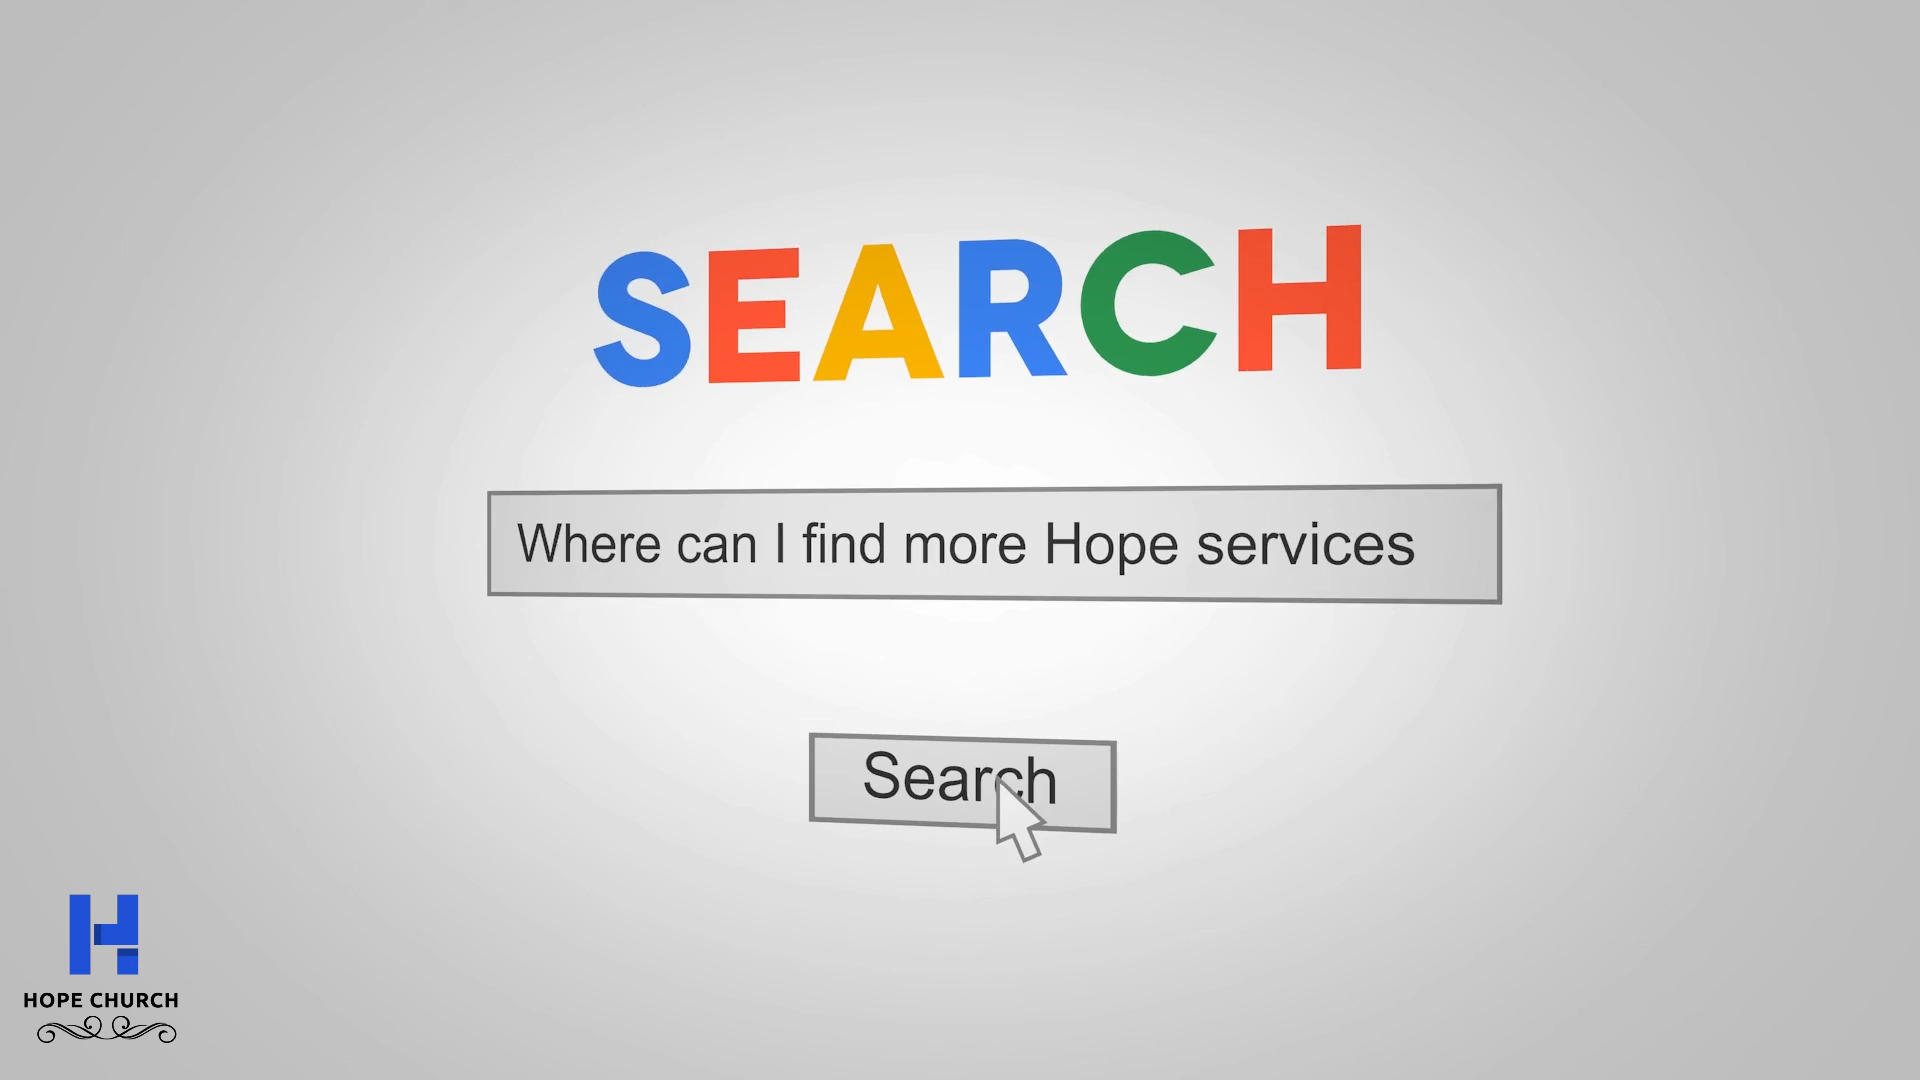 SEARCH
Where can I find more Hope services
Search
H
HOPE CHURCH